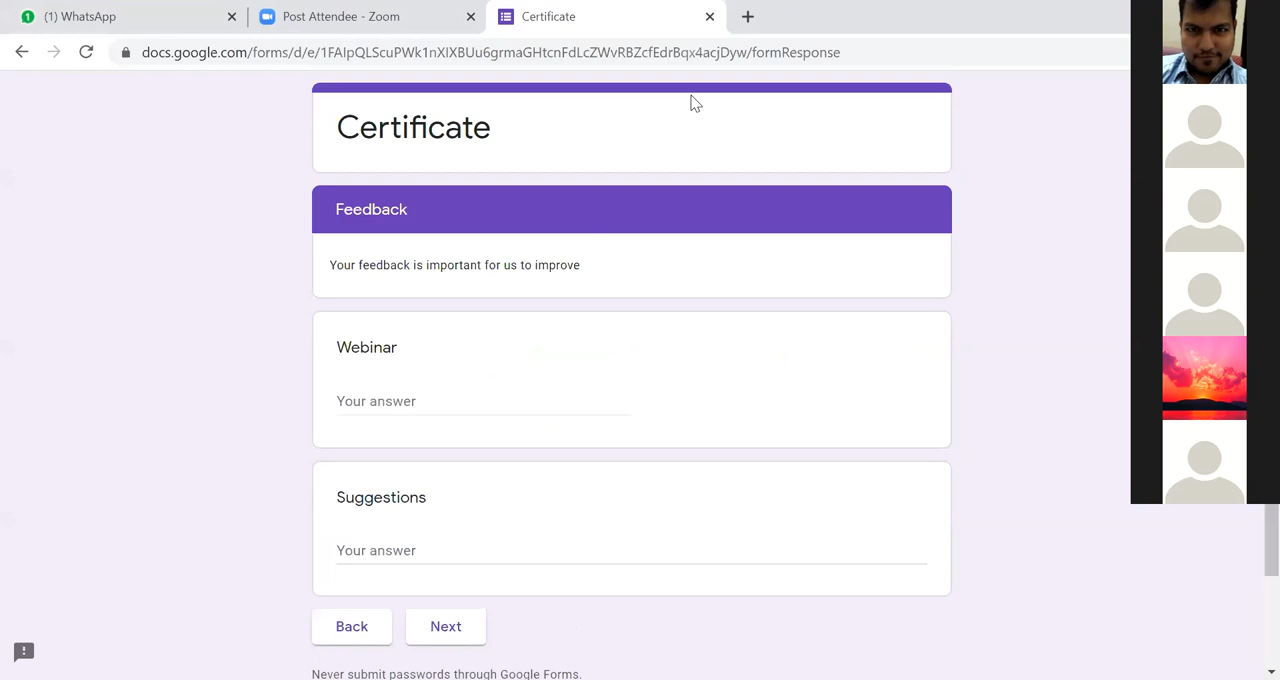 1 (1) WhatsApp
Post Attendee - Zoom
Certificate
docs.google.com/forms/d/e/1FAIpQLScuPWk1nXIXBUu6grmaGHtcnFdLcZWvRBZcfEdrBqx4acjDyw/formResponse
Certificate
Feedback
Your feedback is important for us to improve
Webinar
Your answer
Suggestions
Your answer
Back Next
Never submit passwords through Google Forms.